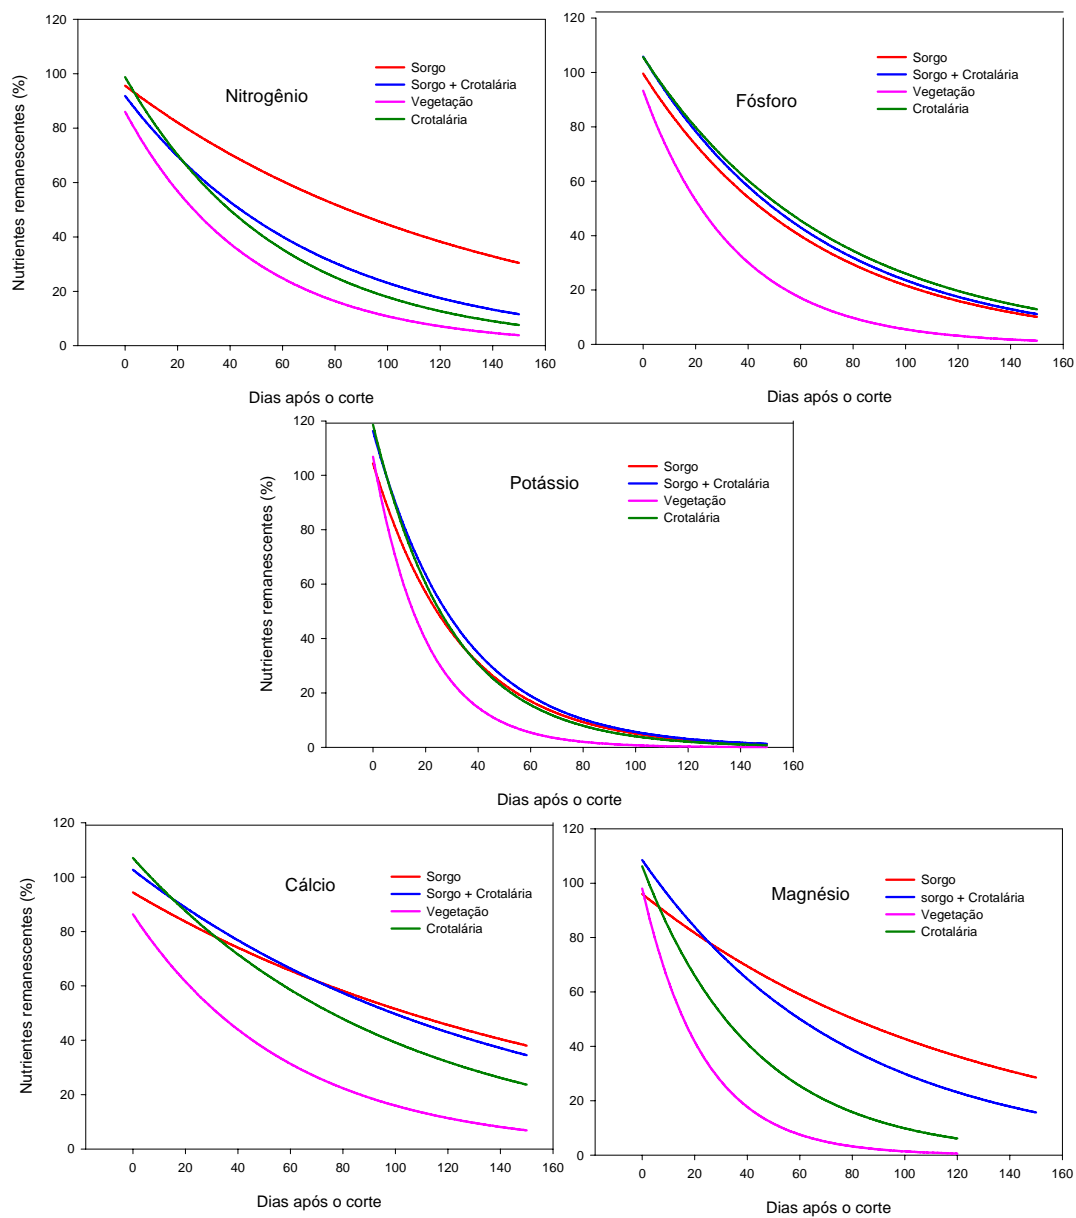 Nutrientes remanescentes (%)
120
100
80
60
40
20
0
Nitrogênio
Sorgo
Sorgo + Crotalária
Vegetação
Crotalária
0 20 40 60 80 100 120 140 160
Dias após o corte
120
100
80
60
40
20
0
Fósforo
Sorgo
Sorgo + Crotalária
Vegetação
Crotalária
0 20 40 60 80 100 120 140 160
Dias após o corte
Nutrientes remanescentes (%)
120
100
80
60
40
20
0
Potássio
Sorgo
Sorgo + Crotalária
Vegetação
Crotalária
0 20 40 60 80 100 120 140 160
Dias após o corte
Nutrientes remanescentes (%)
120
100
80
60
40
20
0
Cálcio
Sorgo
Sorgo + Crotalária
Vegetação
Crotalária
0 20 40 60 80 100 120 140 160
Dias após o corte
120
100
80
60
40
20
0
Magnésio
Sorgo
sorgo + Crotalária
Vegetação
Crotalária
0 20 40 60 80 100 120 140 160
Dias após o corte